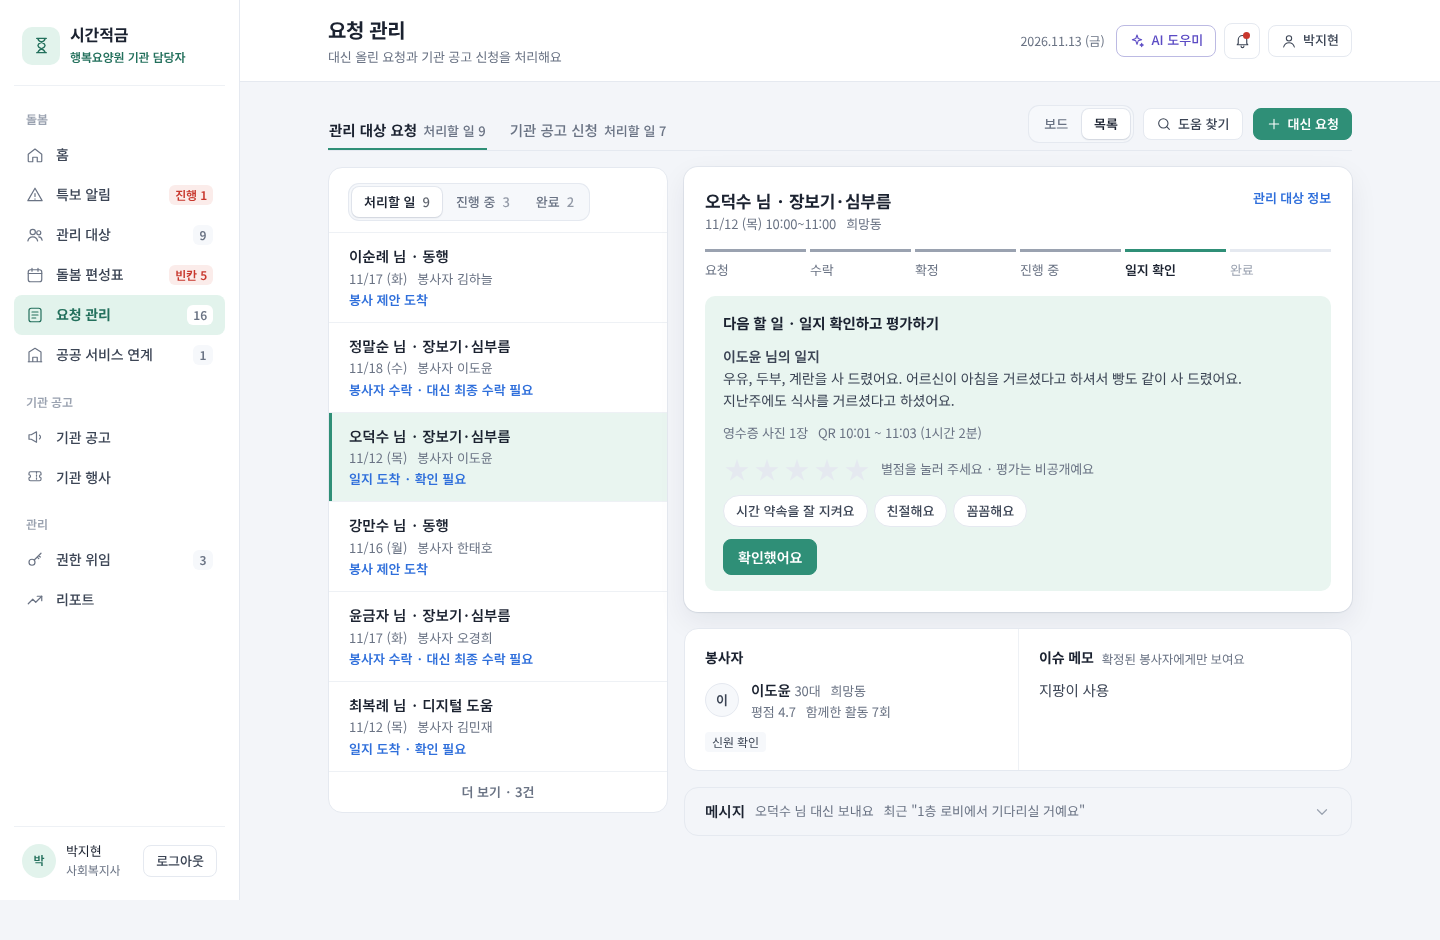 시간적금
행복요양원 기관 담당자
돌봄
홈
특보 알림 진행 1
관리 대상 9
돌봄 편성표 빈칸 5
요청 관리 16
공공 서비스 연계 1
기관 공고
기관 공고
기관 행사
관리
권한 위임 3
리포트
박 박지현
사회복지사
로그아웃
요청 관리
대신 올린 요청과 기관 공고 신청을 처리해요
2026.11.13 (금) AI 도우미 박지현
관리 대상 요청 처리할 일 9 기관 공고 신청 처리할 일 7
보드 목록 도움 찾기 대신 요청
처리할 일 9 진행 중 3 완료 2
이순례 님 · 동행
11/17 (화) 봉사자 김하늘
봉사 제안 도착
정말순 님 · 장보기·심부름
11/18 (수) 봉사자 이도윤
봉사자 수락 · 대신 최종 수락 필요
오덕수 님 · 장보기·심부름
11/12 (목) 봉사자 이도윤
일지 도착 · 확인 필요
강만수 님 · 동행
11/16 (월) 봉사자 한태호
봉사 제안 도착
윤금자 님 · 장보기·심부름
11/17 (화) 봉사자 오경희
봉사자 수락 · 대신 최종 수락 필요
최복례 님 · 디지털 도움
11/12 (목) 봉사자 김민재
일지 도착 · 확인 필요
더 보기 · 3건
오덕수 님 · 장보기·심부름 관리 대상 정보
11/12 (목) 10:00~11:00 희망동
요청 수락 확정 진행 중 일지 확인 완료
다음 할 일 · 일지 확인하고 평가하기
이도윤 님의 일지
우유, 두부, 계란을 사 드렸어요. 어르신이 아침을 거르셨다고 하셔서 빵도 같이 사 드렸어요.
지난주에도 식사를 거르셨다고 하셨어요.
영수증 사진 1장 QR 10:01 ~ 11:03 (1시간 2분)
별점을 눌러 주세요 · 평가는 비공개예요
시간 약속을 잘 지켜요 친절해요 꼼꼼해요
확인했어요
봉사자
이 이도윤 30대 희망동
평점 4.7 함께한 활동 7회
신원 확인
이슈 메모 확정된 봉사자에게만 보여요
지팡이 사용
메시지 오덕수 님 대신 보내요 최근 "1층 로비에서 기다리실 거예요"